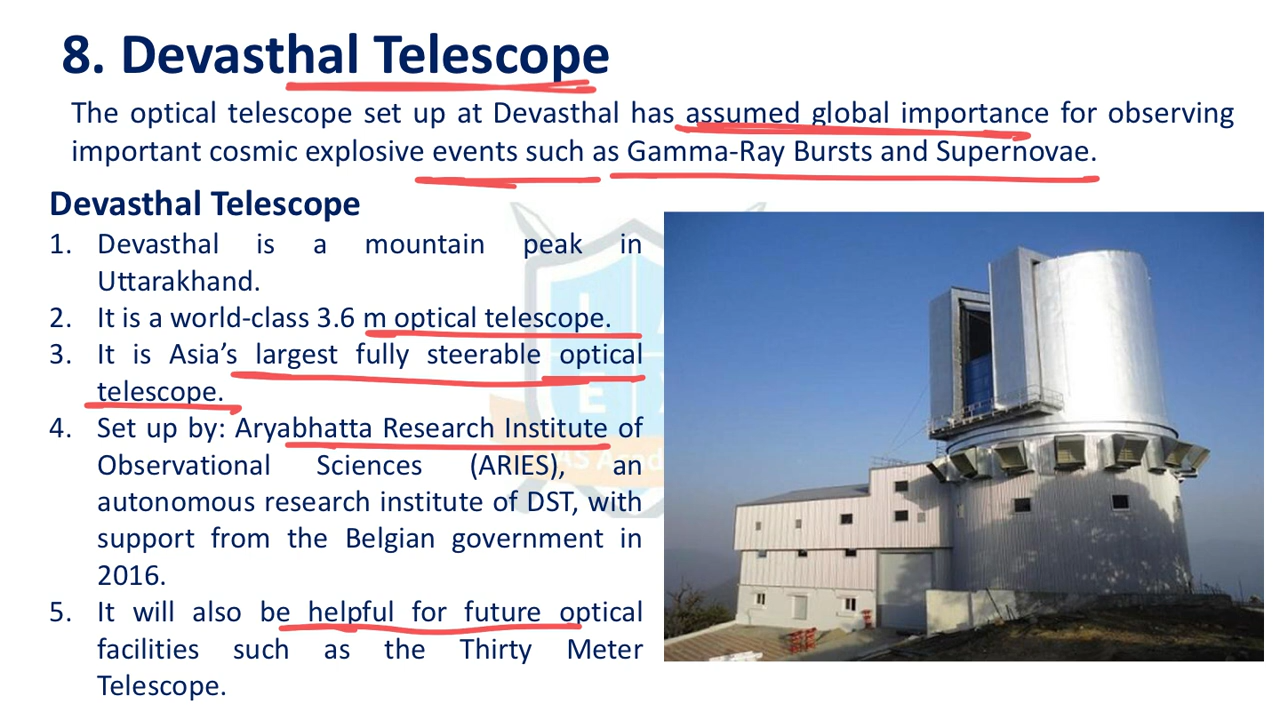 8. Devasthal Telescope
The optical telescope set up at Devasthal has assumed global importance for observing
important cosmic explosive events such as Gamma-Ray Bursts and Supernovae.
Devasthal Telescope
1. Devasthal is a mountain peak in
Uttarakhand.
2. It is a world-class 3.6 m optical telescope.
3. It is Asia’s largest fully steerable optical
telescope.
4. Set up by: Aryabhatta Research Institute of
Observational Sciences (ARIES), an
autonomous research institute of DST, with
support from the Belgian government in
2016.
5. It will also be helpful for future optical
facilities such as the Thirty Meter
Telescope.